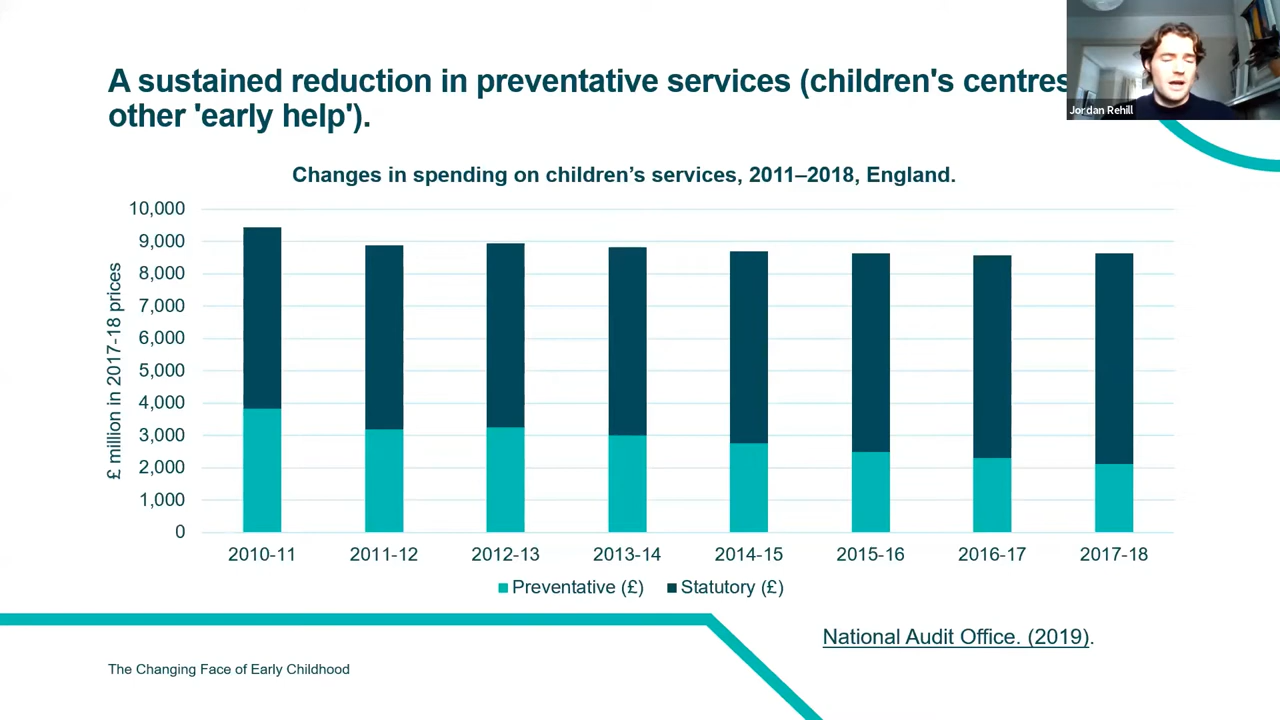 A sustained reduction in preventative services (children's centres
other 'early help').
Jordan Rehill
Changes in spending on children’s services, 2011–2018, England.
£ million in 2017-18 prices
10,000
9,000
8,000
7,000
6,000
5,000
4,000
3,000
2,000
1,000
0
2010-11 2011-12 2012-13 2013-14 2014-15 2015-16 2016-17 2017-18
Preventative (£) Statutory (£)
National Audit Office. (2019).
The Changing Face of Early Childhood